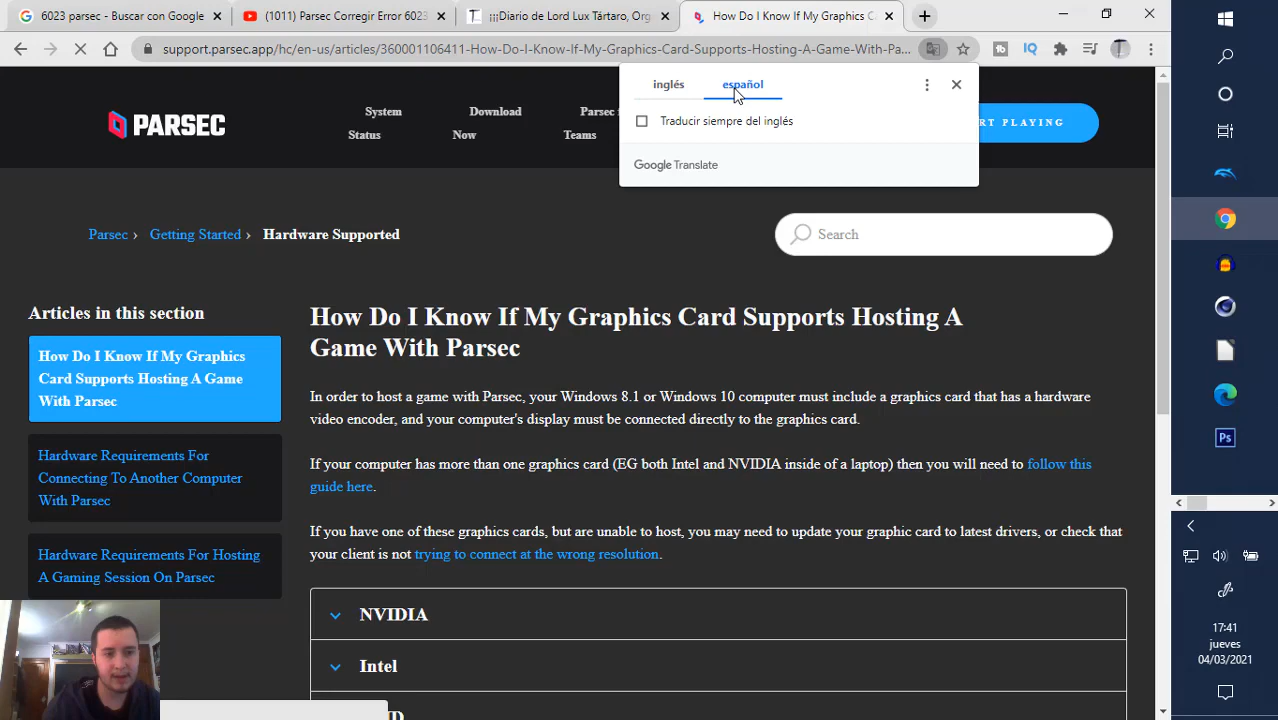 6023 parsec - Buscar con Google
(1011) Parsec Corregir Error 6023
¡¡¡Diario de Lord Lux Tártaro, Org
How Do I Know If My Graphics C
support.parsec.app/hc/en-us/articles/360001106411-How-Do-I-Know-If-My-Graphics-Card-Supports-Hosting-A-Game-With-Pa...
IQ
inglés
español
Traducir siempre del inglés
Google Translate
PARSEC
System
Status
Download
Now
Parsec
Teams
RT PLAYING
Parsec › Getting Started › Hardware Supported
Search
Articles in this section
How Do I Know If My Graphics
Card Supports Hosting A Game
With Parsec
Hardware Requirements For
Connecting To Another Computer
With Parsec
Hardware Requirements For Hosting
A Gaming Session On Parsec
How Do I Know If My Graphics Card Supports Hosting A
Game With Parsec
In order to host a game with Parsec, your Windows 8.1 or Windows 10 computer must include a graphics card that has a hardware
video encoder, and your computer's display must be connected directly to the graphics card.
If your computer has more than one graphics card (EG both Intel and NVIDIA inside of a laptop) then you will need to follow this
guide here.
If you have one of these graphics cards, but are unable to host, you may need to update your graphic card to latest drivers, or check that
your client is not trying to connect at the wrong resolution.
NVIDIA
Intel
Ps
17:41
jueves
04/03/2021